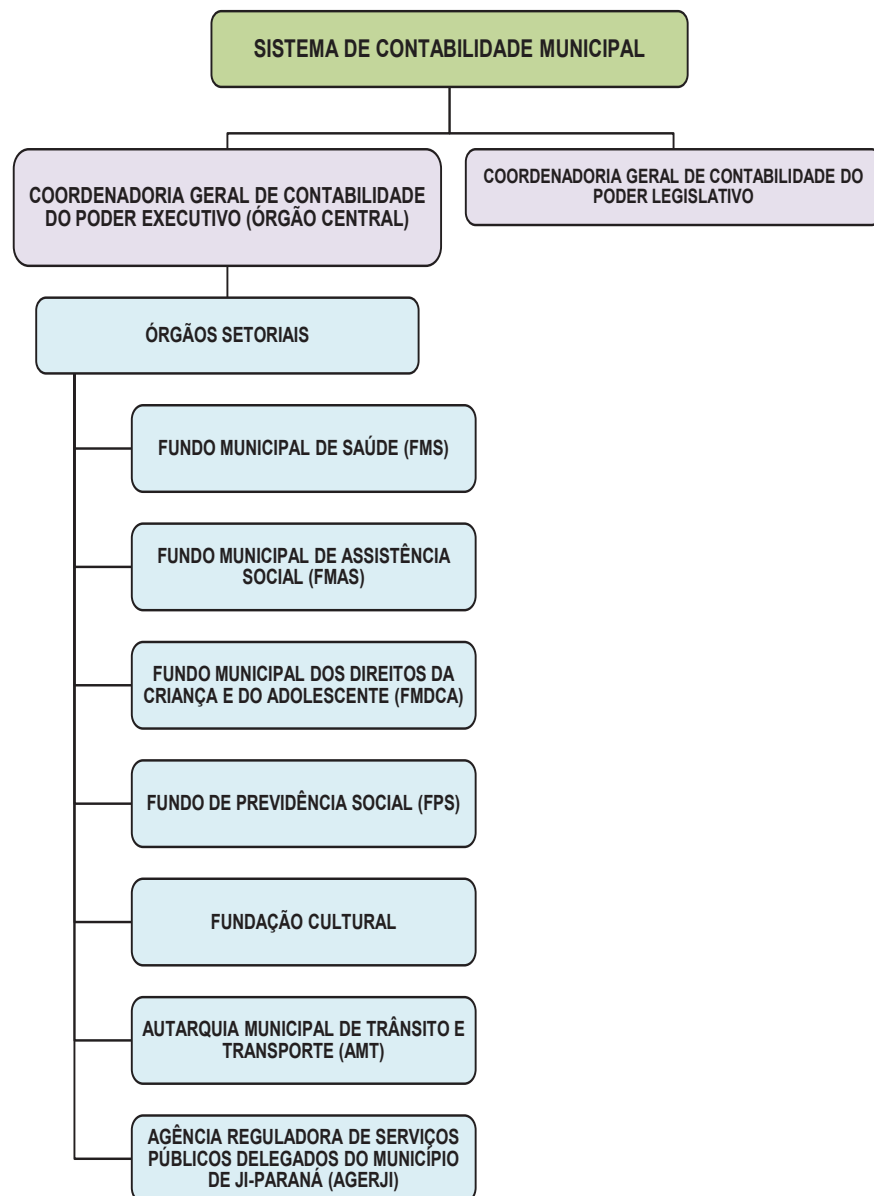 SISTEMA DE CONTABILIDADE MUNICIPAL
COORDENADORIA GERAL DE CONTABILIDADE
DO PODER EXECUTIVO (ÓRGÃO CENTRAL)
COORDENADORIA GERAL DE CONTABILIDADE DO
PODER LEGISLATIVO
ÓRGÃOS SETORIAIS
FUNDO MUNICIPAL DE SAÚDE (FMS)
FUNDO MUNICIPAL DE ASSISTÊNCIA
SOCIAL (FMAS)
FUNDO MUNICIPAL DOS DIREITOS DA
CRIANÇA E DO ADOLESCENTE (FMDCA)
FUNDO DE PREVIDÊNCIA SOCIAL (FPS)
FUNDAÇÃO CULTURAL
AUTARQUIA MUNICIPAL DE TRÂNSITO E
TRANSPORTE (AMT)
AGÊNCIA REGULADORA DE SERVIÇOS
PÚBLICOS DELEGADOS DO MUNICÍPIO
DE JI-PARANÁ (AGERJI)